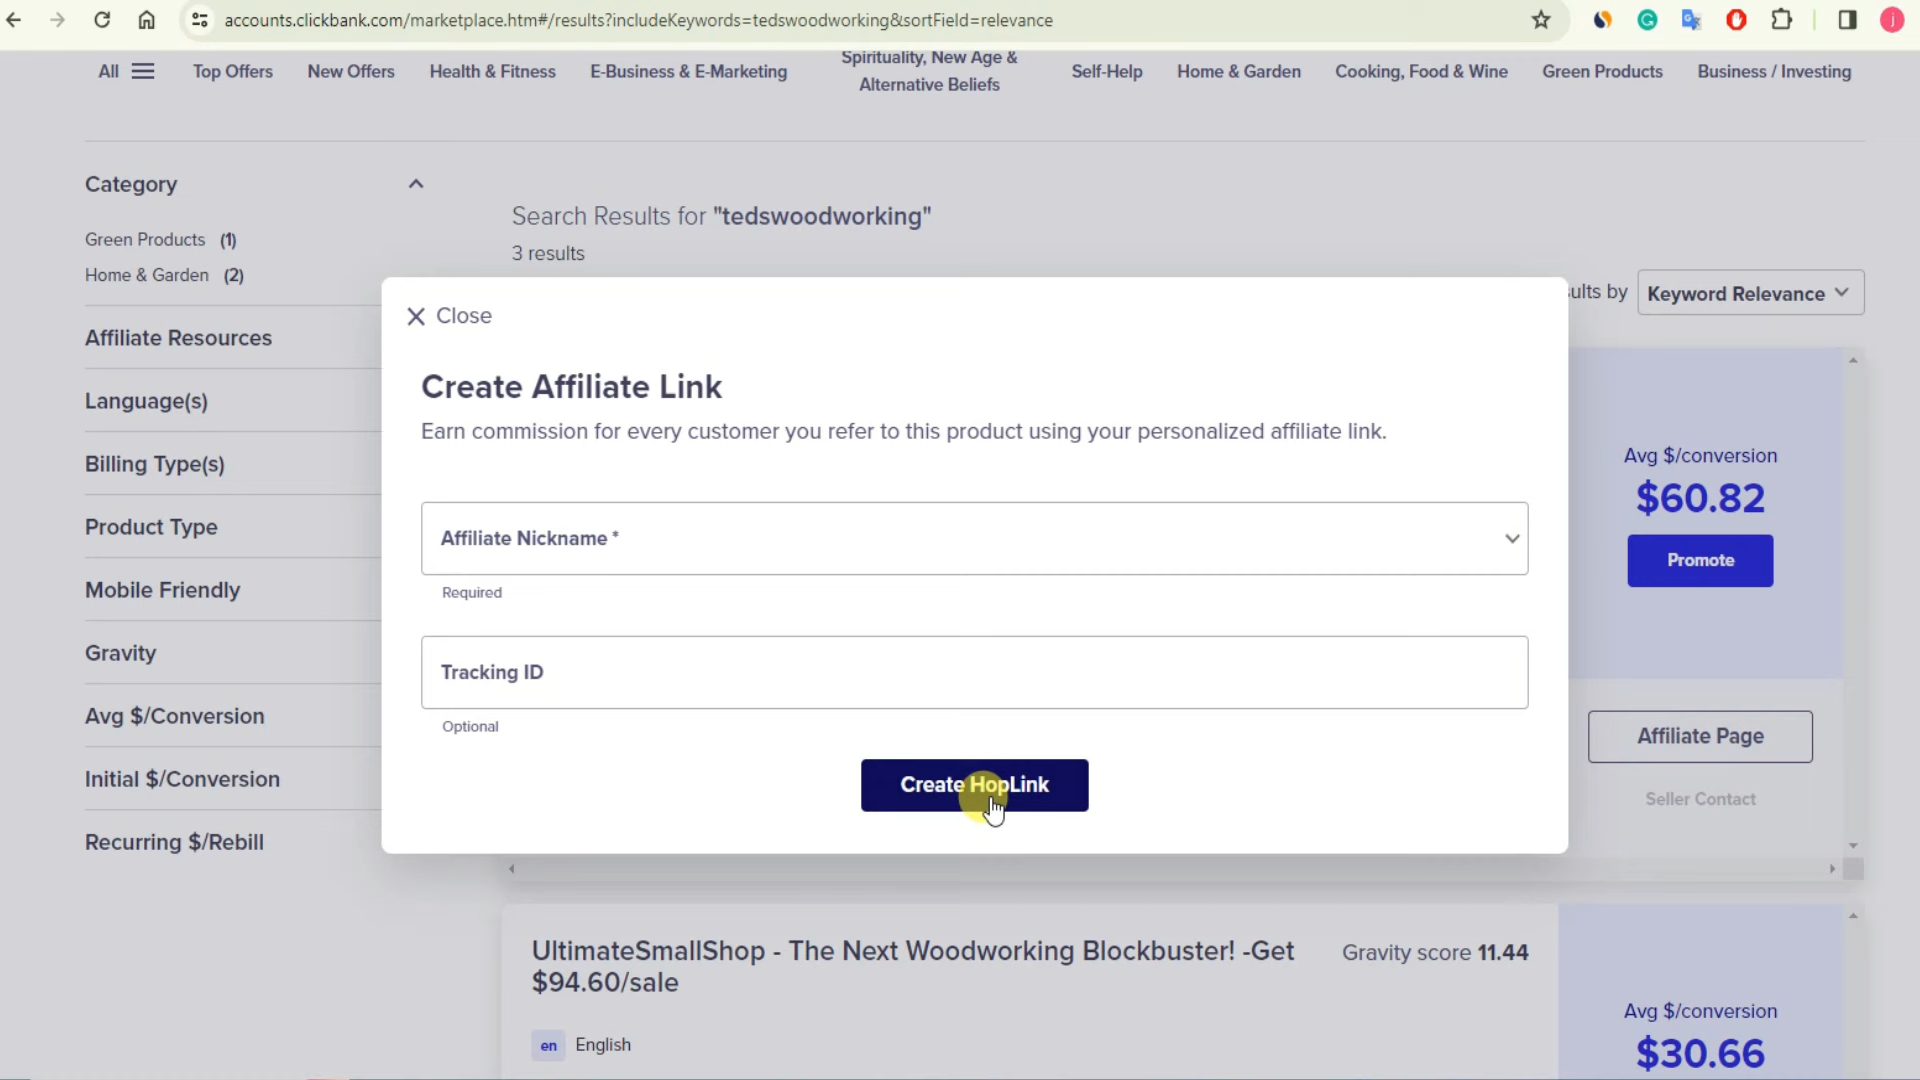 accounts.clickbank.com/marketplace.htm#/results?includeKeywords=tedswoodworking&sortField=relevance
j
All
Top Offers
New Offers
Health & Fitness
E-Business & E-Marketing
Spirituality, New Age &
Alternative Beliefs
Self-Help
Home & Garden
Cooking, Food & Wine
Green Products
Business / Investing
Category
Green Products (1)
Home & Garden (2)
Affiliate Resources
Language(s)
Billing Type(s)
Product Type
Mobile Friendly
Gravity
Avg $/Conversion
Initial $/Conversion
Recurring $/Rebill
Search Results for "tedswoodworking"
3 results
ults by
Keyword Relevance
Close
Create Affiliate Link
Earn commission for every customer you refer to this product using your personalized affiliate link.
Affiliate Nickname *
Required
Tracking ID
Optional
Create HopLink
Avg $/conversion
$60.82
Promote
Affiliate Page
Seller Contact
UltimateSmallShop - The Next Woodworking Blockbuster! -Get
$94.60/sale
Gravity score 11.44
en English
Avg $/conversion
$30.66